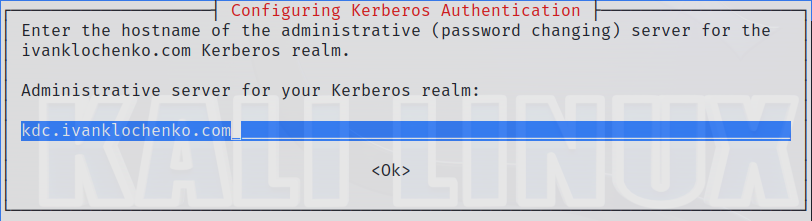 Configuring Kerberos Authentication
Enter the hostname of the administrative (password changing) server for the
ivanklochenko.com Kerberos realm.
Administrative server for your Kerberos realm:
kdc.ivanklochenko.com
<Ok>
KALI LINUX